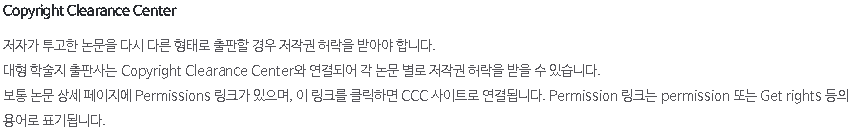 Copyright Clearance Center
저자가 투고한 논문을 다시 다른 형태로 출판할 경우 저작권 허락을 받아야 합니다.
대형 학술지 출판사는 Copyright Clearance Center와 연결되어 각 논문 별로 저작권 허락을 받을 수 있습니다.
보통 논문 상세 페이지에 Permissions 링크가 있으며, 이 링크를 클릭하면 CCC 사이트로 연결됩니다. Permission 링크는 permission 또는 Get rights 등의
용어로 표기됩니다.